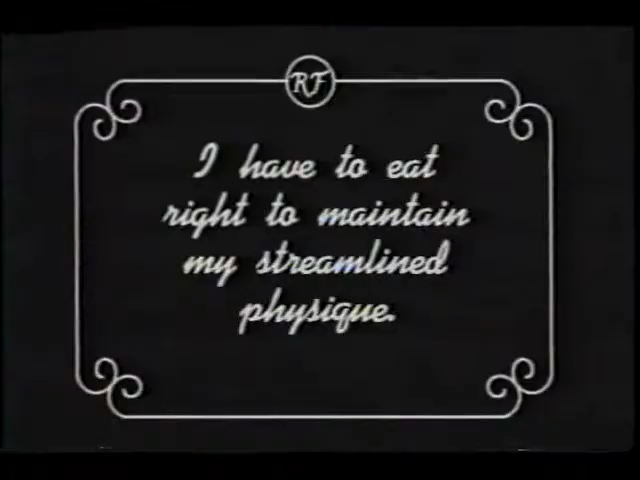 RF
I have to eat
right to maintain
my streamlined
physique.